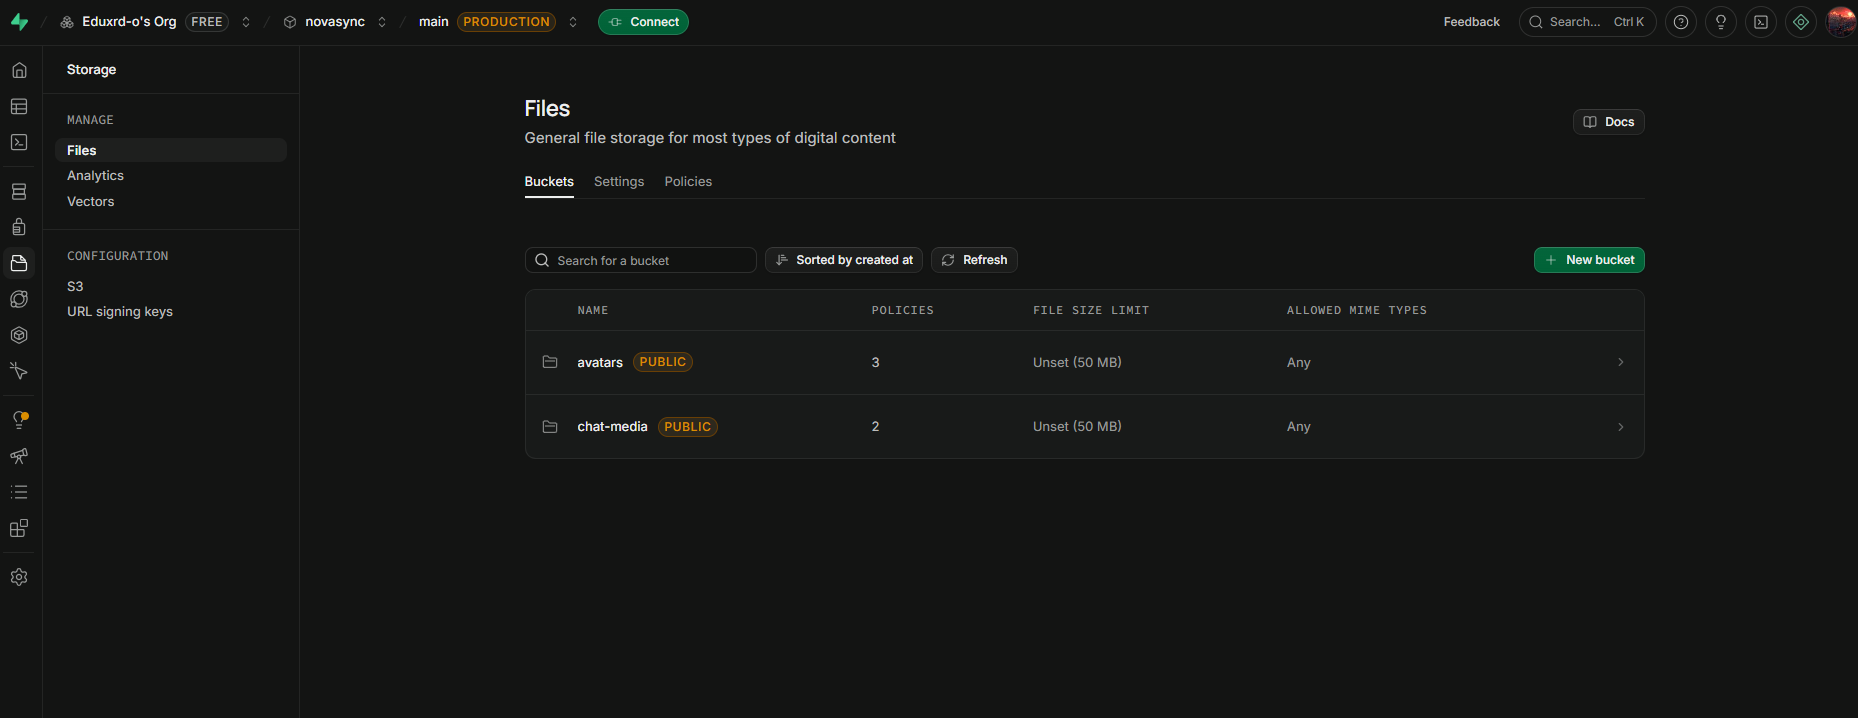 Eduxrd-o's Org FREE novasync main PRODUCTION Connect Feedback Search... Ctrl K
Storage
MANAGE
Files
Analytics
Vectors
CONFIGURATION
S3
URL signing keys
Files
General file storage for most types of digital content
Docs
Buckets Settings Policies
Search for a bucket Sorted by created at Refresh New bucket
NAME POLICIES FILE SIZE LIMIT ALLOWED MIME TYPES
avatars PUBLIC 3 Unset (50 MB) Any
chat-media PUBLIC 2 Unset (50 MB) Any